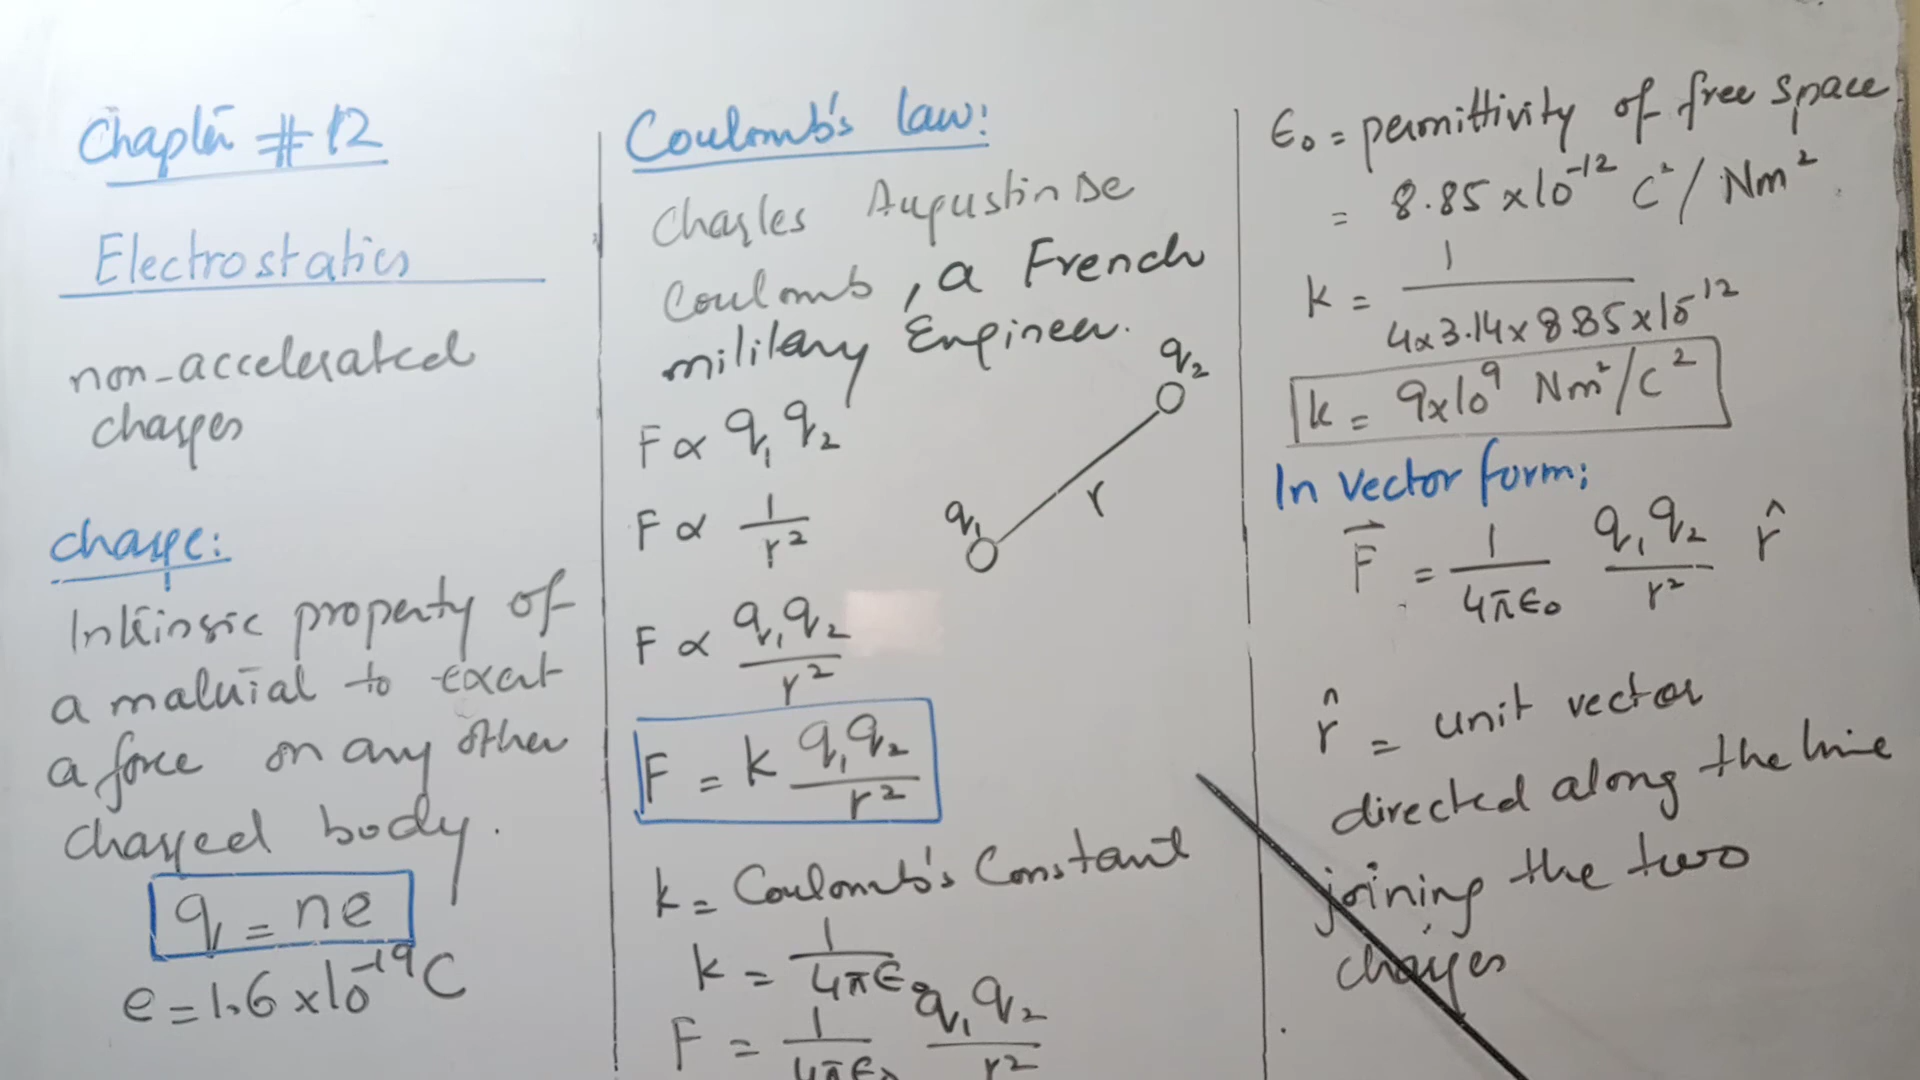 Chapter # 12
Electrostatics
non-accelerated
charges
charge:
Intrinsic property of
a material to exert
a force on any other
charged body.
q = ne
e = 1.6 x 10⁻¹⁹ C
Coulomb's law:
Charles Augustin De
Coulomb, a French
military Engineer.
F ∝ q₁ q₂
F ∝ 1/r²
F ∝ q₁q₂/r²
F = k q₁q₂/r²
q₁
q₂
r
k = Coulomb's Constant
k = 1/4πε₀
F = 1/4πε₀ q₁q₂/r²
ε₀ = permittivity of free space
= 8.85 x 10⁻¹² C²/Nm²
k = 1/4x3.14x8.85x10⁻¹²
k = 9x10⁹ Nm²/C²
In vector form:
F⃗ = 1/4πε₀ q₁q₂/r² r̂
r̂ = unit vector
directed along the line
joining the two
charges